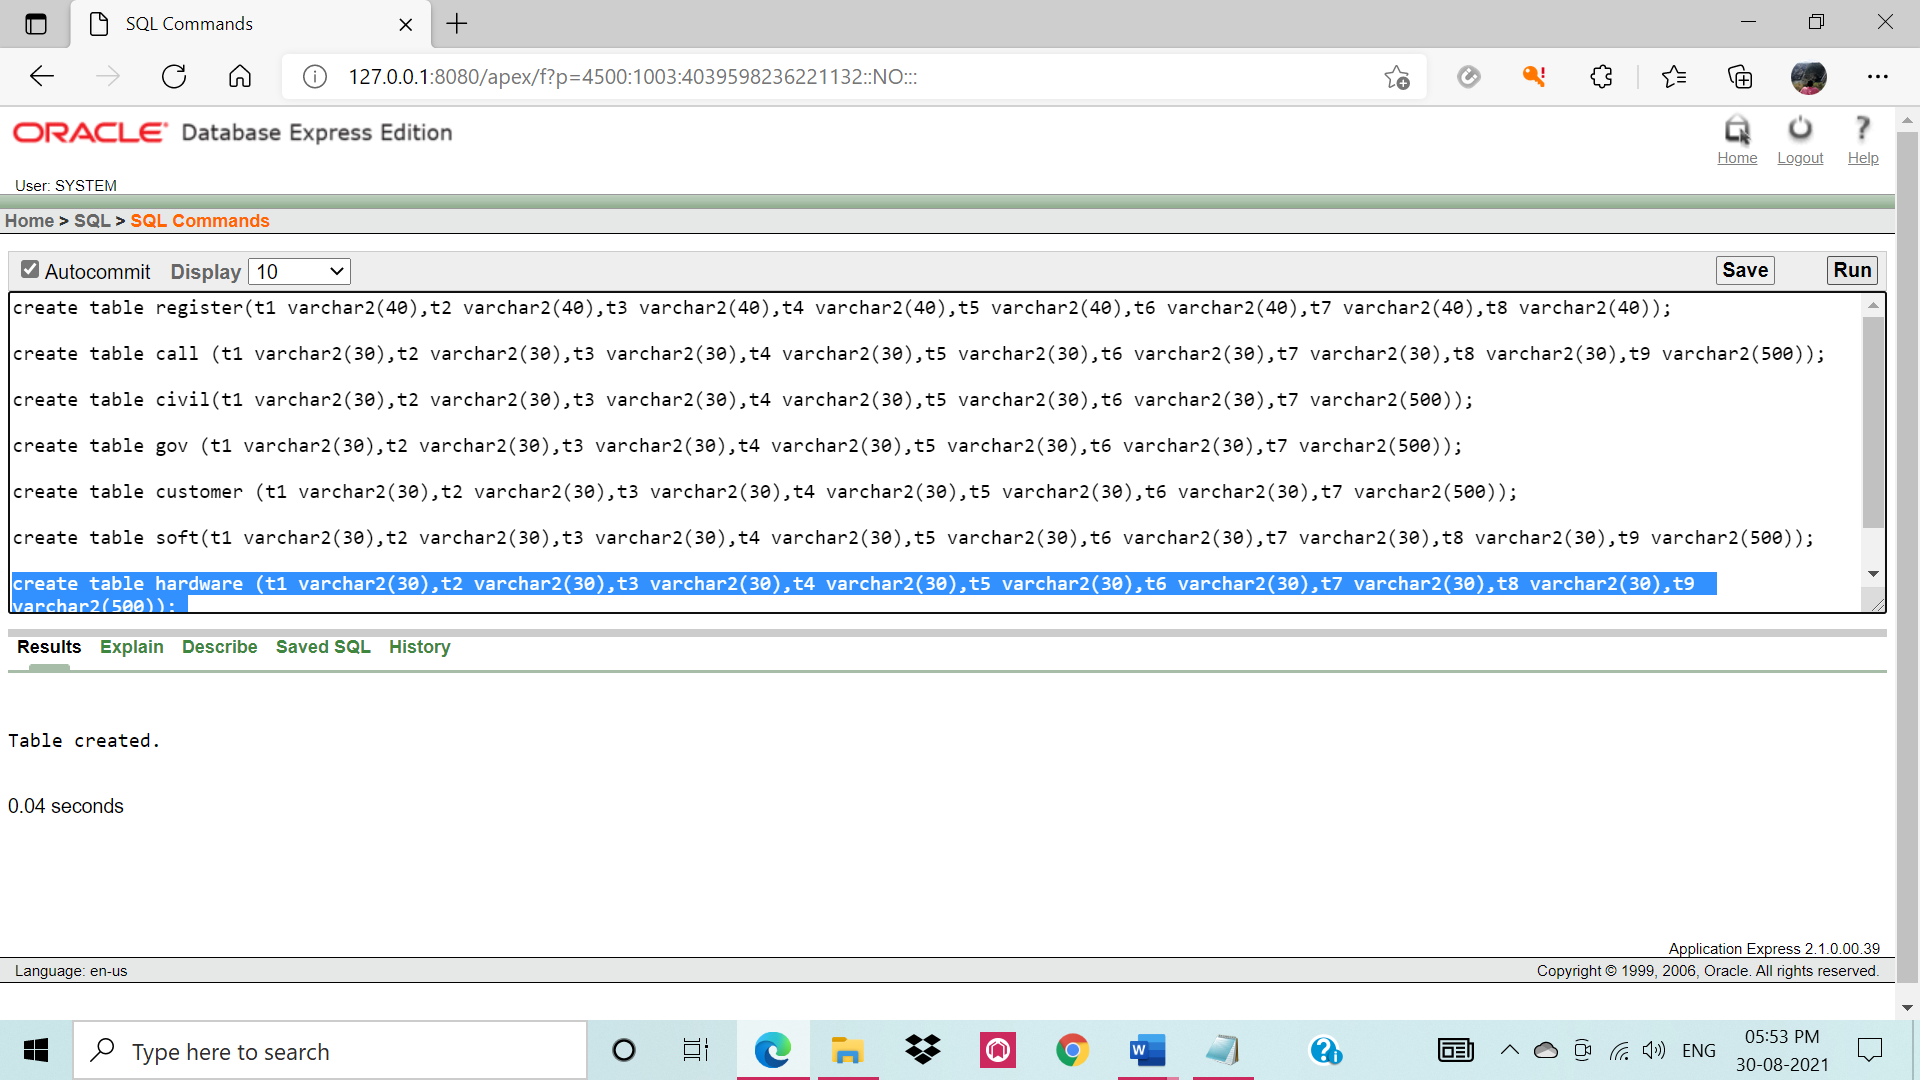 SQL Commands
127.0.0.1:8080/apex/f?p=4500:1003:4039598236221132::NO:::
ORACLE Database Express Edition
Home Logout Help
User: SYSTEM
Home > SQL > SQL Commands
Autocommit Display 10 Save Run
create table register(t1 varchar2(40),t2 varchar2(40),t3 varchar2(40),t4 varchar2(40),t5 varchar2(40),t6 varchar2(40),t7 varchar2(40),t8 varchar2(40));
create table call (t1 varchar2(30),t2 varchar2(30),t3 varchar2(30),t4 varchar2(30),t5 varchar2(30),t6 varchar2(30),t7 varchar2(30),t8 varchar2(30),t9 varchar2(500));
create table civil(t1 varchar2(30),t2 varchar2(30),t3 varchar2(30),t4 varchar2(30),t5 varchar2(30),t6 varchar2(30),t7 varchar2(500));
create table gov (t1 varchar2(30),t2 varchar2(30),t3 varchar2(30),t4 varchar2(30),t5 varchar2(30),t6 varchar2(30),t7 varchar2(500));
create table customer (t1 varchar2(30),t2 varchar2(30),t3 varchar2(30),t4 varchar2(30),t5 varchar2(30),t6 varchar2(30),t7 varchar2(500));
create table soft(t1 varchar2(30),t2 varchar2(30),t3 varchar2(30),t4 varchar2(30),t5 varchar2(30),t6 varchar2(30),t7 varchar2(30),t8 varchar2(30),t9 varchar2(500));
create table hardware (t1 varchar2(30),t2 varchar2(30),t3 varchar2(30),t4 varchar2(30),t5 varchar2(30),t6 varchar2(30),t7 varchar2(30),t8 varchar2(30),t9
varchar2(500));
Results Explain Describe Saved SQL History
Table created.
0.04 seconds
Application Express 2.1.0.00.39
Language: en-us Copyright © 1999, 2006, Oracle. All rights reserved.
Type here to search
ENG
05:53 PM
30-08-2021